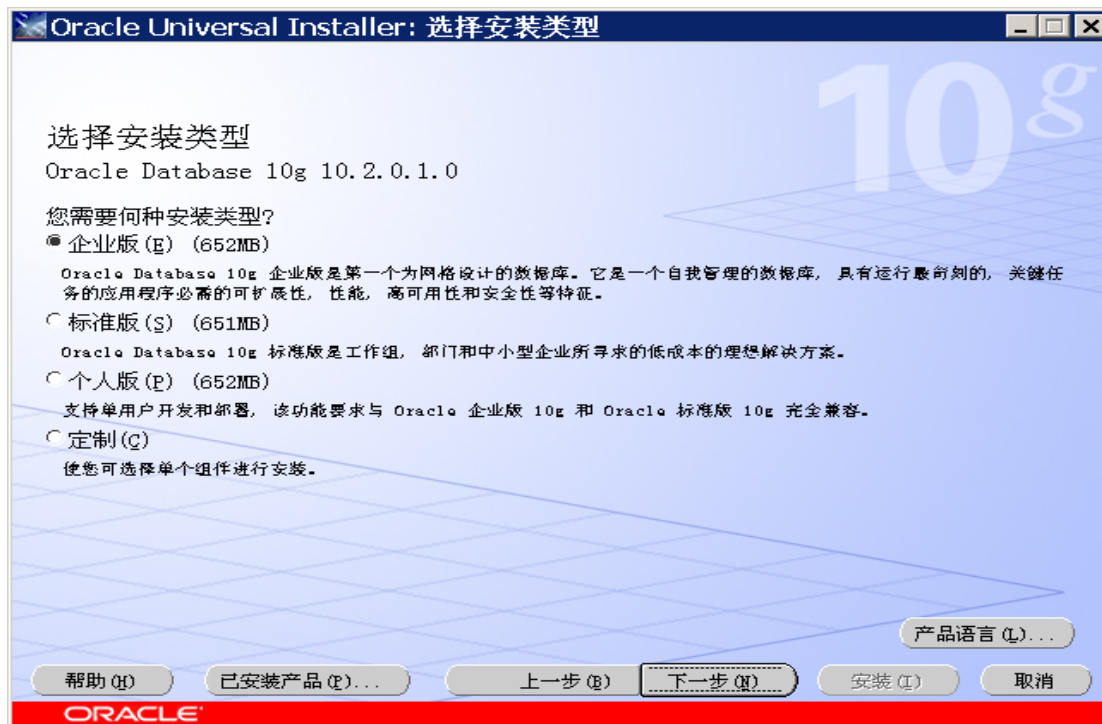 Oracle Universal Installer: 选择安装类型
10g
选择安装类型
Oracle Database 10g 10.2.0.1.0
您需要何种安装类型?
企业版(E) (652MB)
Oracle Database 10g 企业版是第一个为网格设计的数据库。它是一个自我管理的数据库, 具有运行最苛刻的, 关键任
务的应用程序必需的可扩展性, 性能, 高可用性和安全性等特征。
标准版(S) (651MB)
Oracle Database 10g 标准版是工作组, 部门和中小型企业所寻求的低成本的理想解决方案。
个人版(P) (652MB)
支持单用户开发和部署, 该功能要求与 Oracle 企业版 10g 和 Oracle 标准版 10g 完全兼容。
定制(C)
使您可选择单个组件进行安装。
产品语言(L)...
帮助(H) 已安装产品(P)... 上一步(B) 下一步(N) 安装(I) 取消
ORACLE